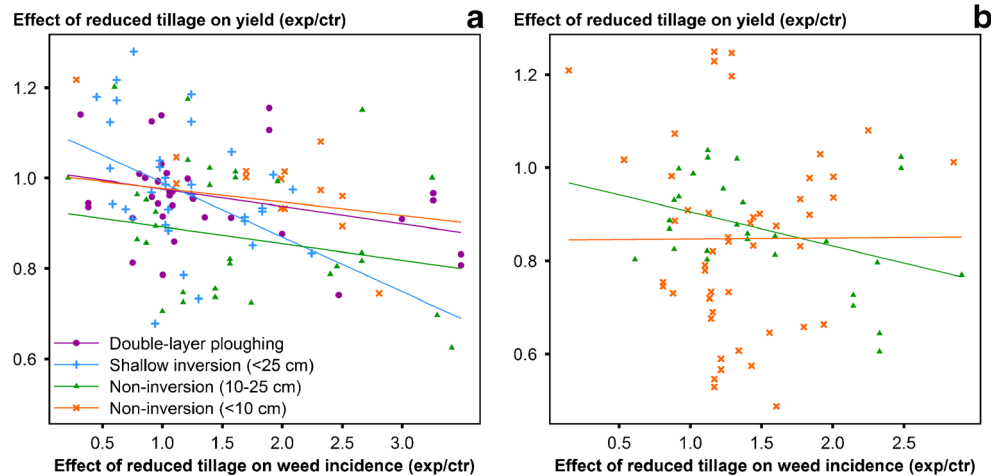 Effect of reduced tillage on yield (exp/ctr)
a
1.2
1.0
0.8
0.6
Double-layer ploughing
Shallow inversion (<25 cm)
Non-inversion (10-25 cm)
Non-inversion (<10 cm)
0.5 1.0 1.5 2.0 2.5 3.0
Effect of reduced tillage on weed incidence (exp/ctr)
Effect of reduced tillage on yield (exp/ctr)
b
1.2
1.0
0.8
0.6
0.5 1.0 1.5 2.0 2.5
Effect of reduced tillage on weed incidence (exp/ctr)